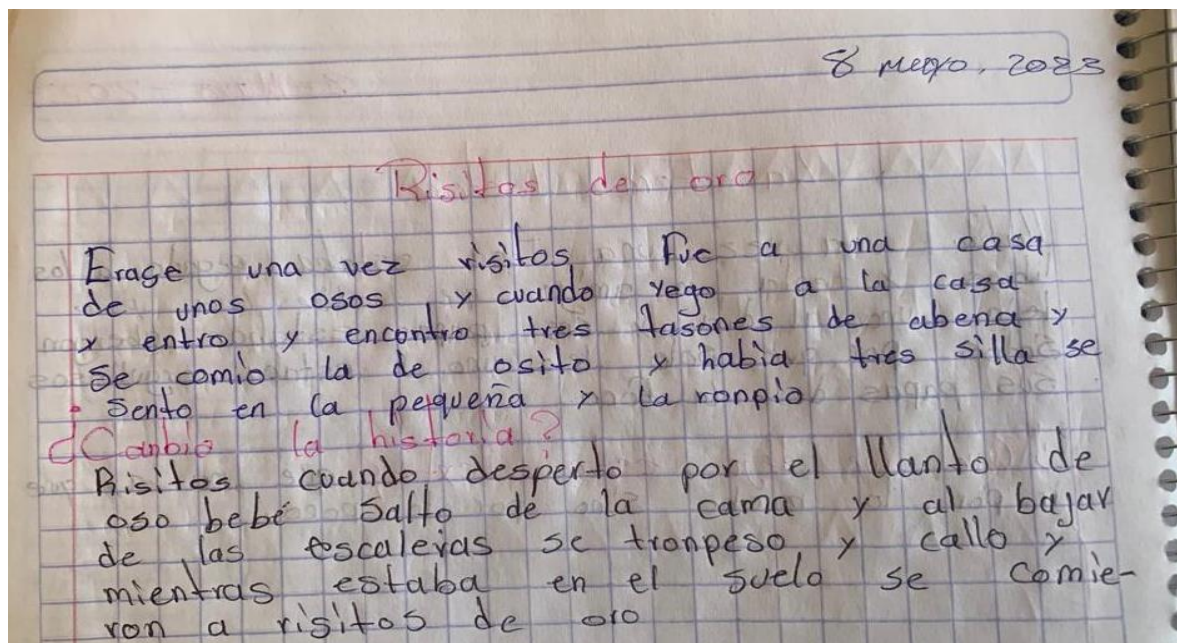 8 mayo, 2023
Risitos de oro
Erage una vez risitos Fue a una casa
de unos osos y cuando yego a la casa
y entro y encontro tres tasones de abena y
se comio la de osito y había tres silla se
sento en la pequeña y la ronpio
¿Canbio la historia?
Risitos cuando desperto por el llanto de
oso bebé salto de la cama y al bajar
de las escaleras se tronpeso y callo y
mientras estaba en el suelo se comie-
ron a risitos de oro